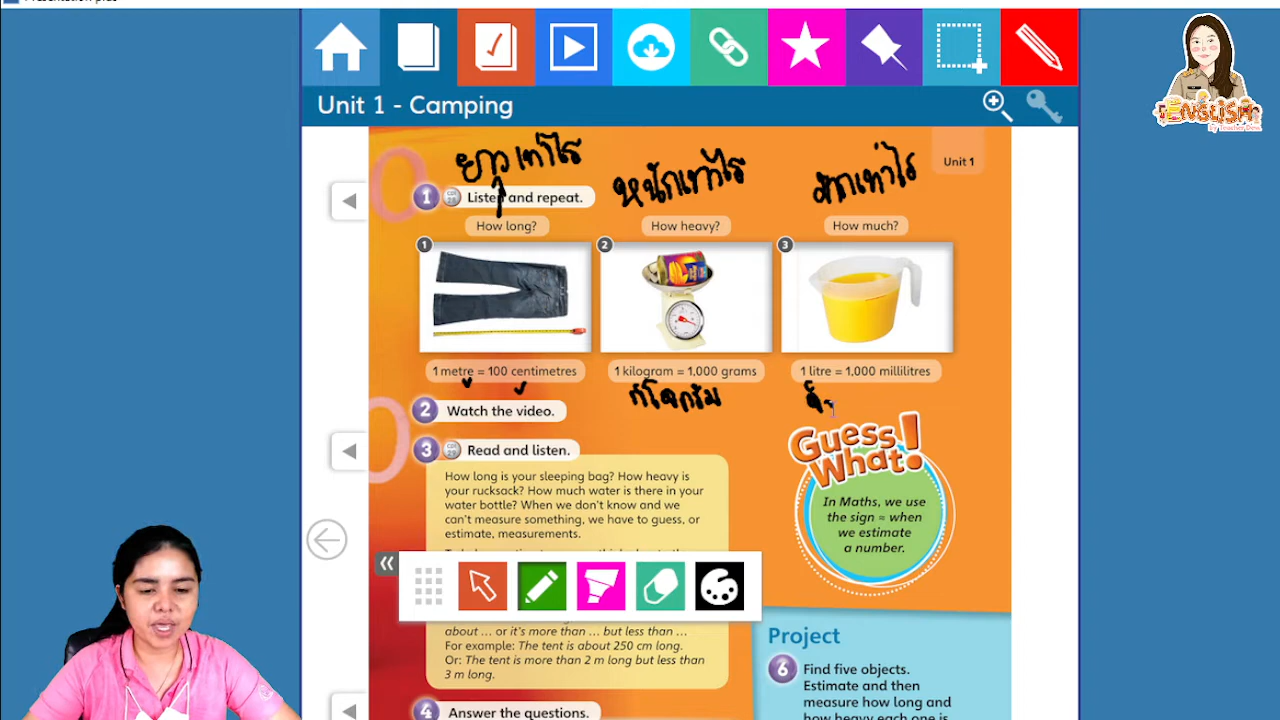 Unit 1 - Camping
ENGLISH
ยาวเท่าไร
หนักเท่าไร
มากเท่าไร
Unit 1
1 Listen and repeat.
How long?
How heavy?
How much?
1
2
3
1 metre = 100 centimetres
1 kilogram = 1,000 grams
1 litre = 1,000 millilitres
กิโลกรัม
2 Watch the video.
3 Read and listen.
How long is your sleeping bag? How heavy is
your rucksack? How much water is there in your
water bottle? When we don't know and we
can't measure something, we have to guess, or
estimate, measurements.
about … or it's more than … but less than …
For example: The tent is about 250 cm long.
Or: The tent is more than 2 m long but less than
3 m long.
4 Answer the questions.
Guess
What!
In Maths, we use
the sign ≈ when
we estimate
a number.
Project
6 Find five objects.
Estimate and then
measure how long and
how heavy each one is